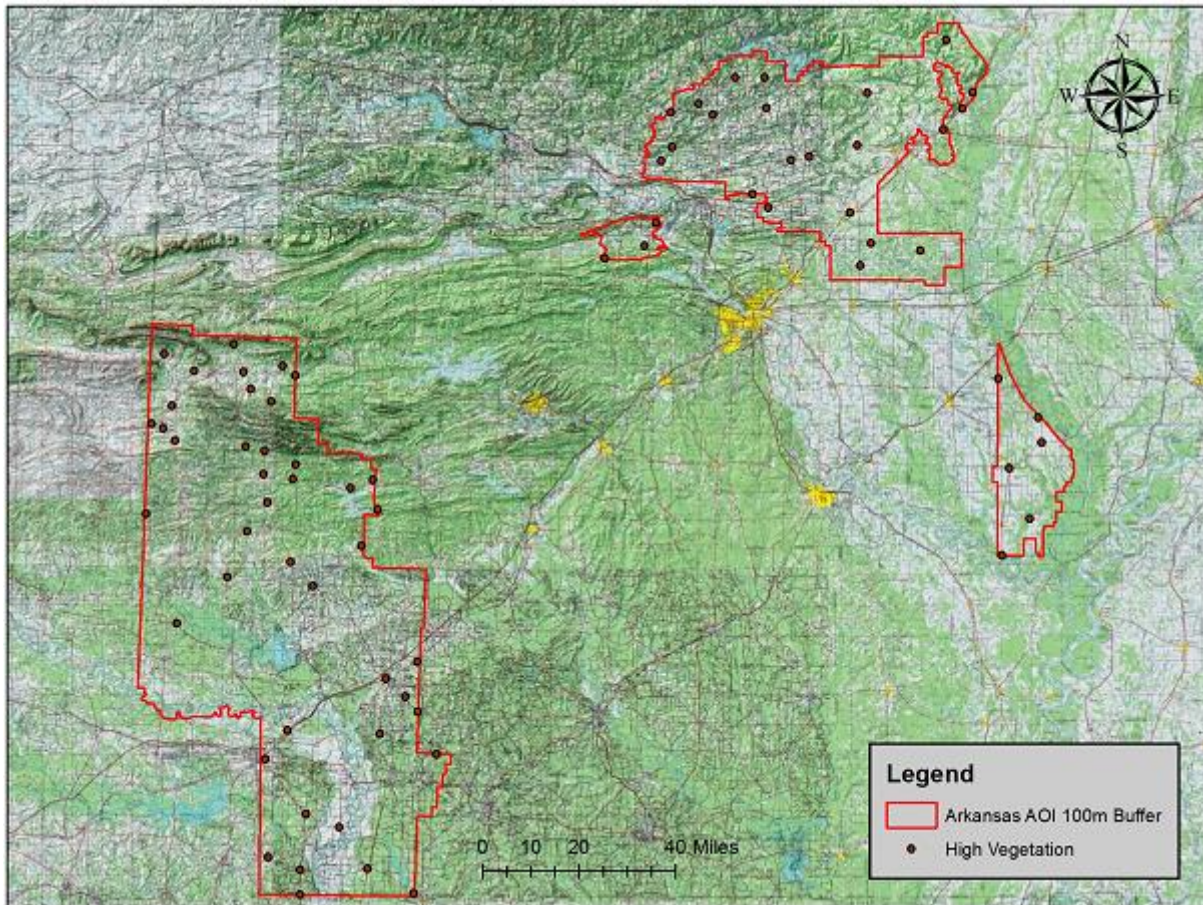 N
W E
S
Legend
Arkansas AOI 100m Buffer
High Vegetation
0 10 20 40 Miles